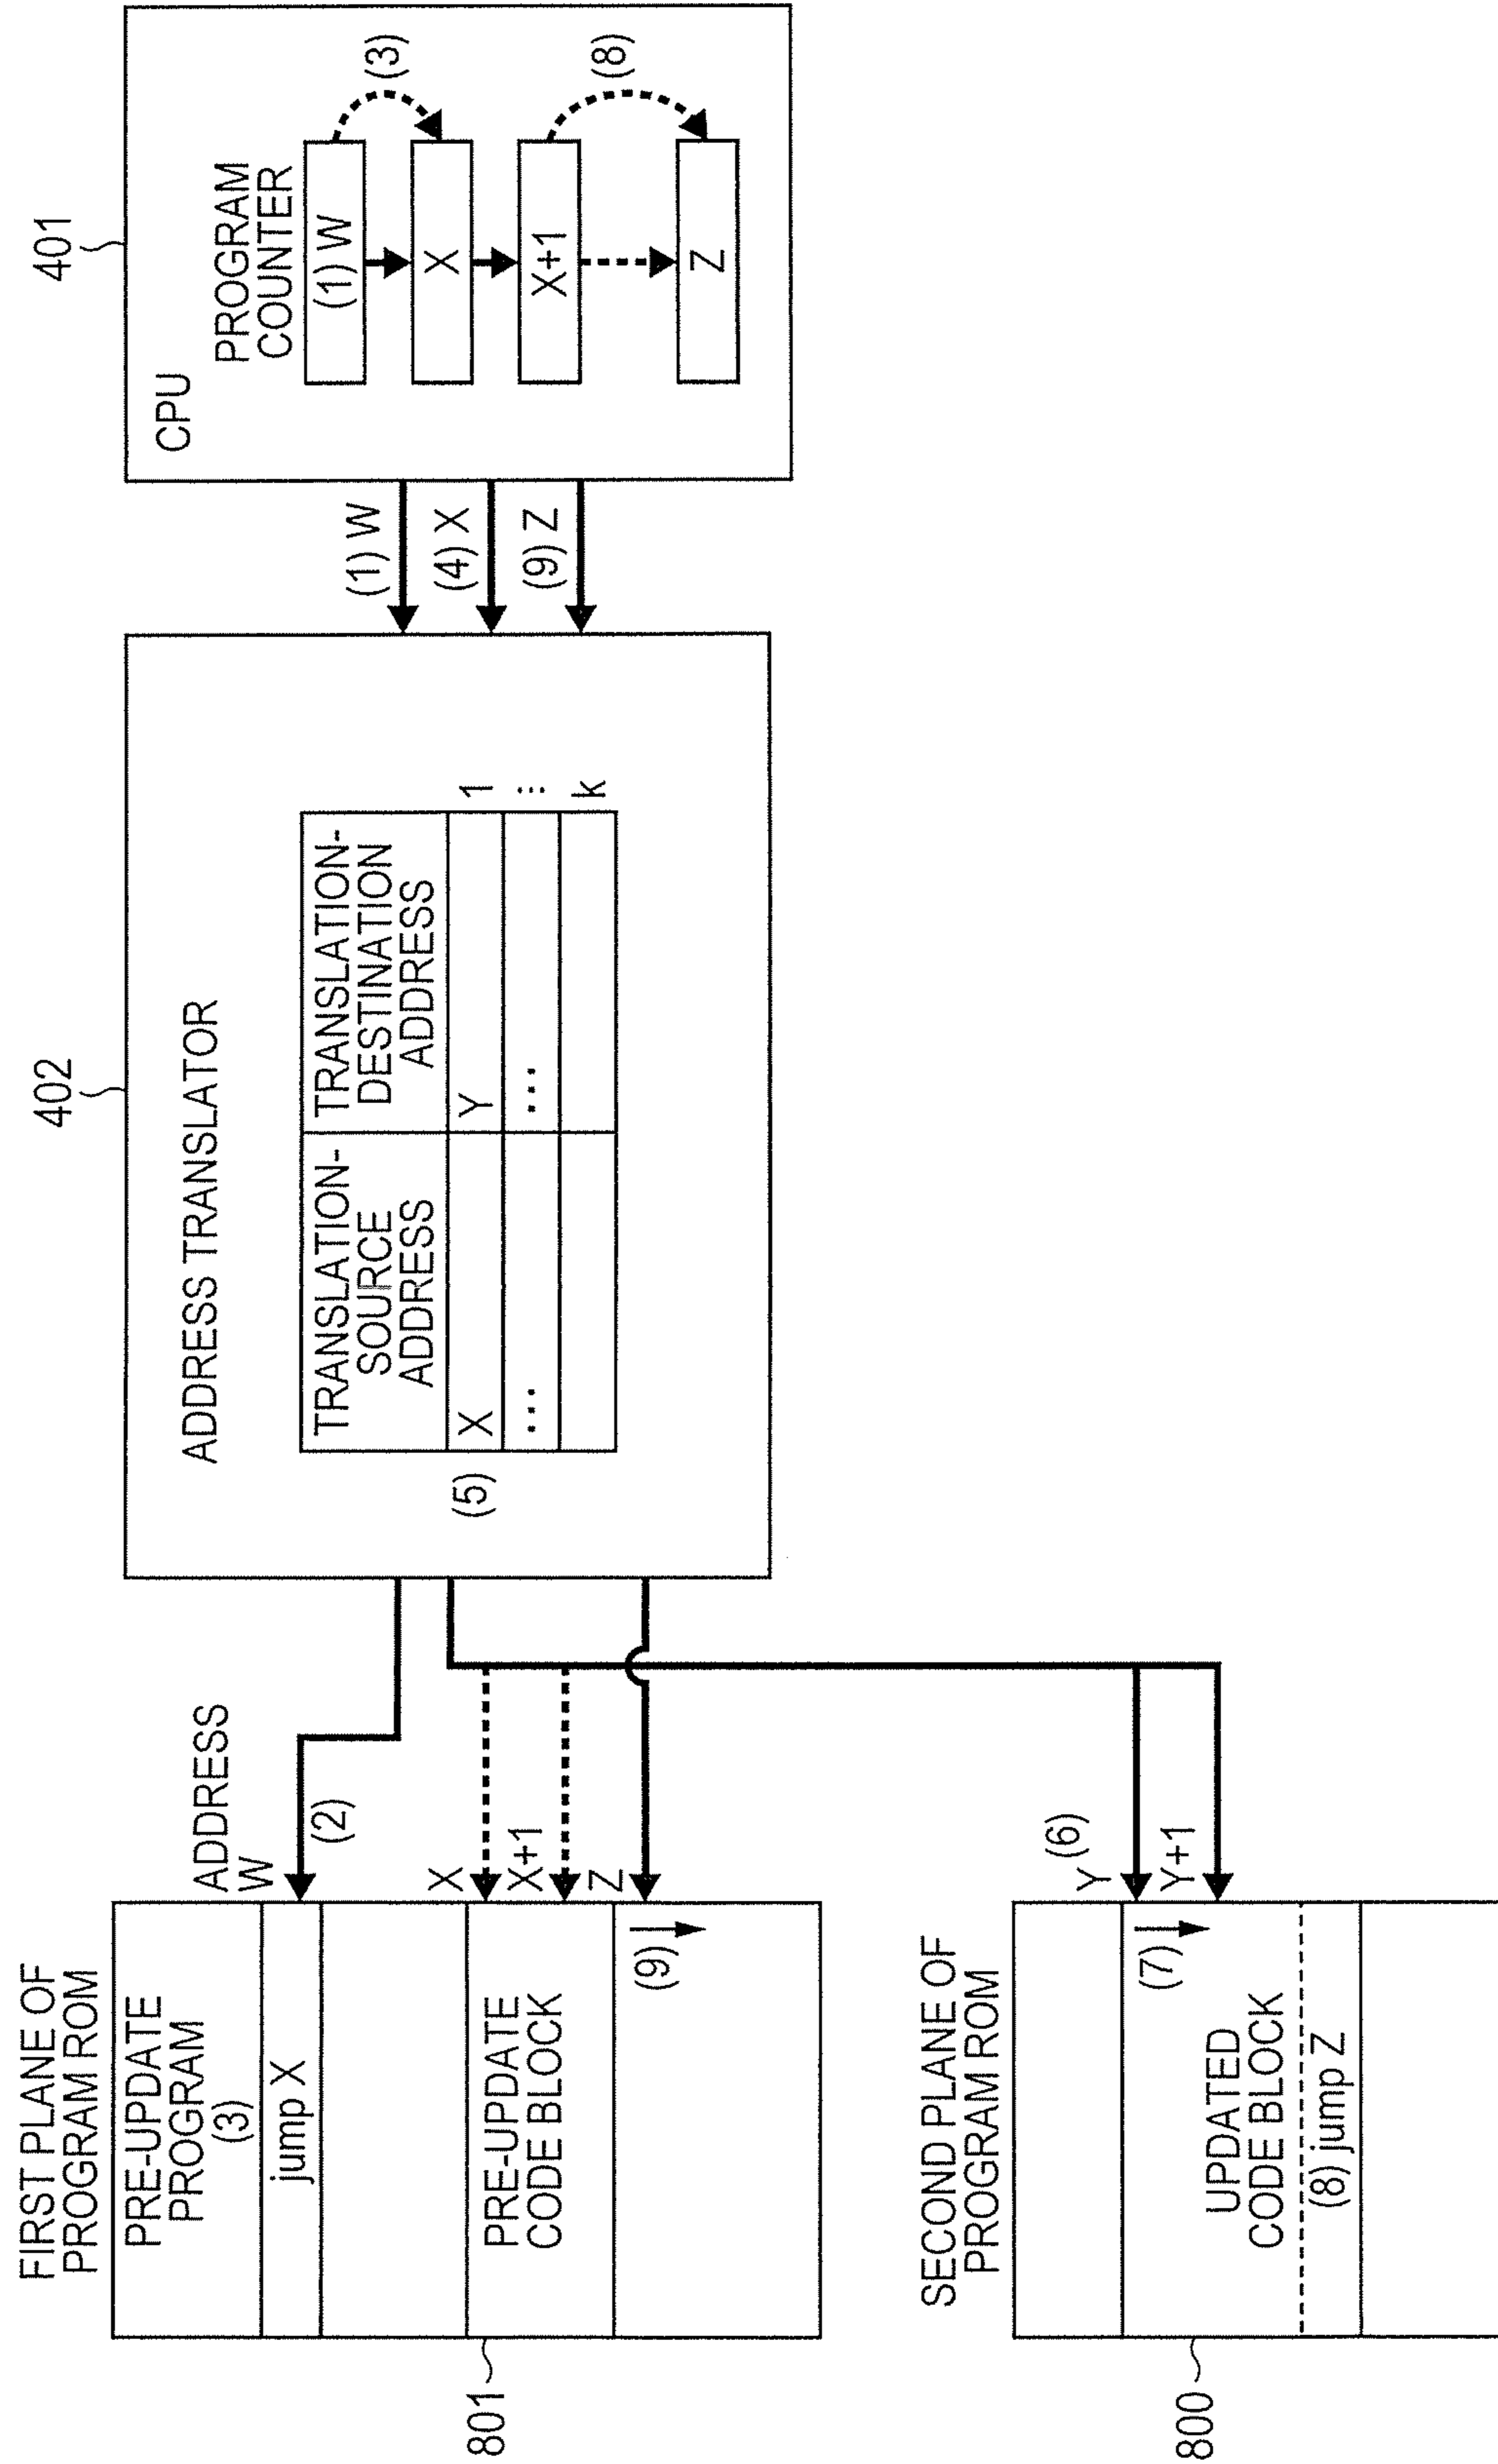 FIRST PLANE OF
PROGRAM ROM
PRE-UPDATE
PROGRAM
(3)
jump X
PRE-UPDATE
CODE BLOCK
801
(9)
ADDRESS
W
(2)
X
X+1
Z
SECOND PLANE OF
PROGRAM ROM
Y
(6)
Y+1
(7)
UPDATED
CODE BLOCK
(8) jump Z
800
402
ADDRESS TRANSLATOR
TRANSLATION-
SOURCE
ADDRESS
TRANSLATION-
DESTINATION
ADDRESS
(5)
X
Y
1
...
...
⋮
k
(1) W
(4) X
(9) Z
401
CPU
PROGRAM
COUNTER
(1) W
X
X+1
Z
(3)
(8)